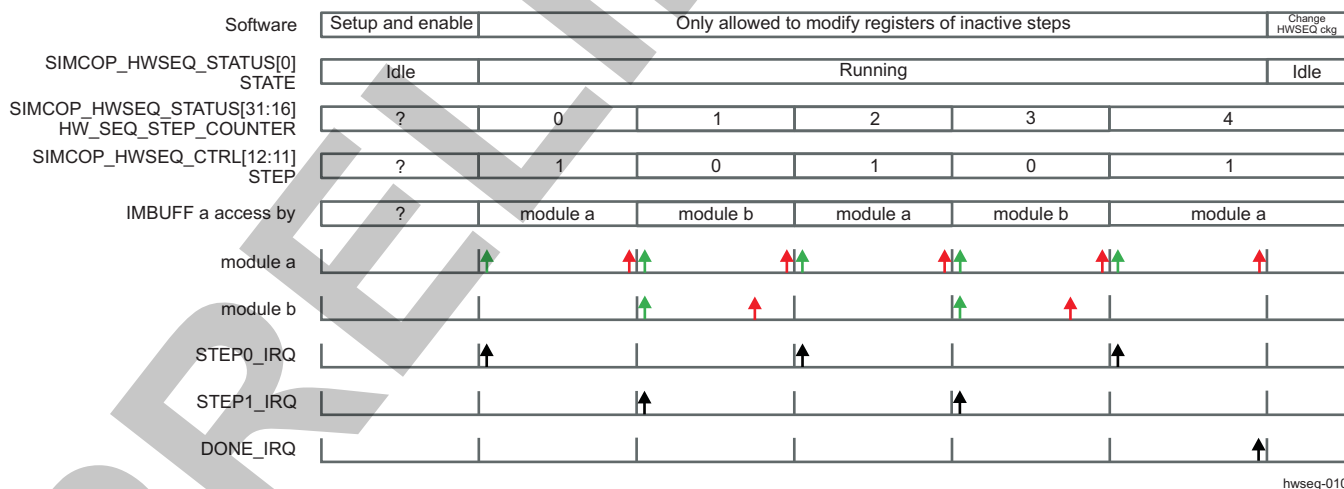 Software Setup and enable Only allowed to modify registers of inactive steps Change
HWSEQ ckg
SIMCOP_HWSEQ_STATUS[0]
STATE Idle Running Idle
SIMCOP_HWSEQ_STATUS[31:16]
HW_SEQ_STEP_COUNTER ? 0 1 2 3 4
SIMCOP_HWSEQ_CTRL[12:11]
STEP ? 1 0 1 0 1
IMBUFF a access by ? module a module b module a module b module a
module a
module b
STEP0_IRQ
STEP1_IRQ
DONE_IRQ
hwseq-010